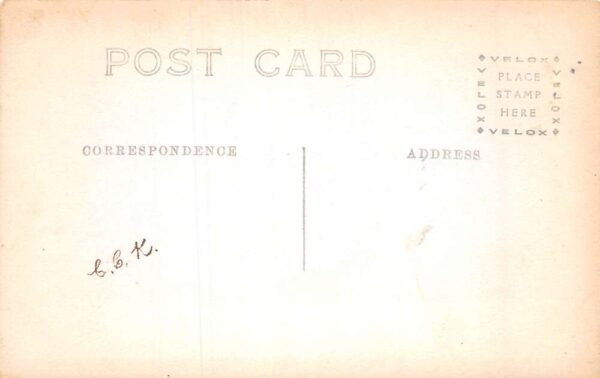 POST CARD
VELOX
VELOX
PLACE
STAMP
HERE
VELOX
VELOX
CORRESPONDENCE
ADDRESS
C.C.K.